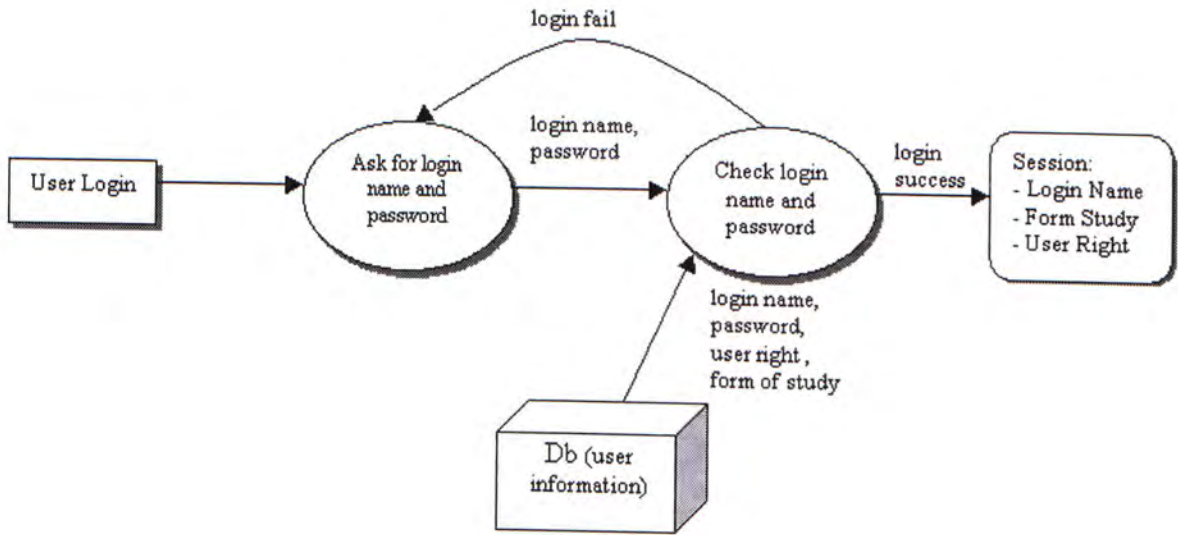 login fail
User Login
Ask for login
name and
password
login name,
password
Check login
name and
password
login
success
Session:
- Login Name
- Form Study
- User Right
login name,
password,
user right ,
form of study
Db (user
information)